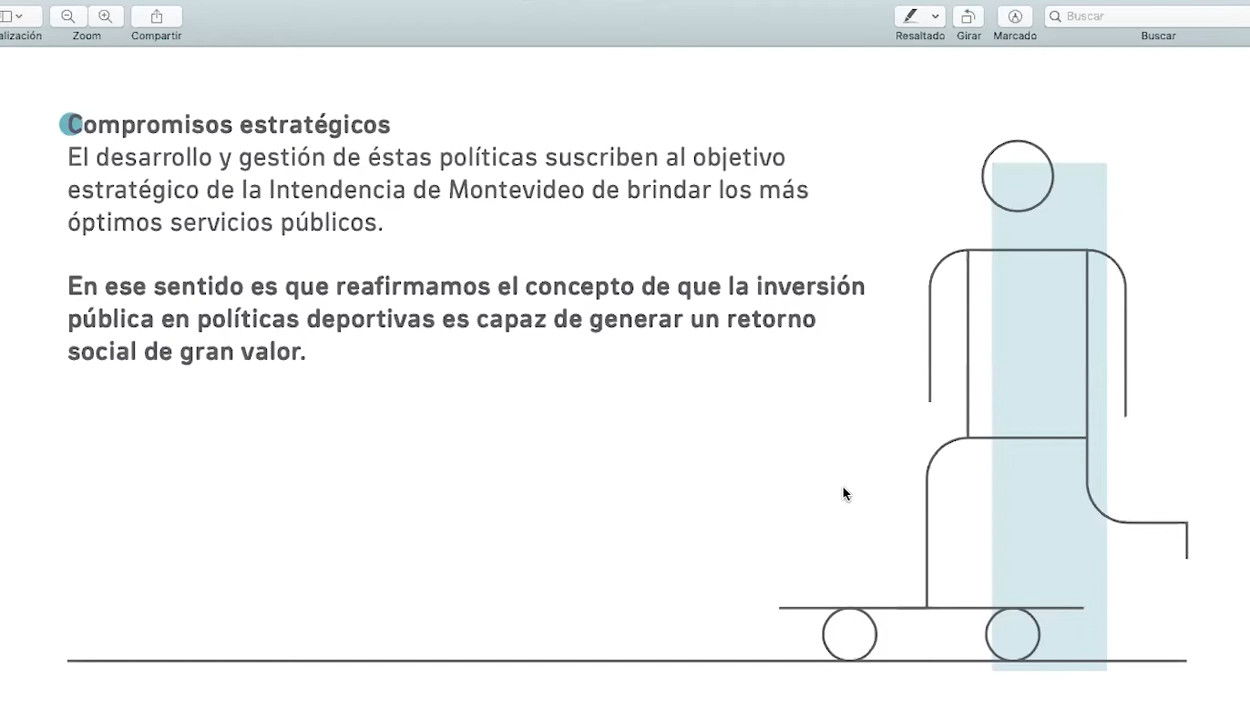 alización
Zoom
Compartir
Resaltado
Girar
Marcado
Buscar
Buscar
Compromisos estratégicos
El desarrollo y gestión de éstas políticas suscriben al objetivo
estratégico de la Intendencia de Montevideo de brindar los más
óptimos servicios públicos.
En ese sentido es que reafirmamos el concepto de que la inversión
pública en políticas deportivas es capaz de generar un retorno
social de gran valor.